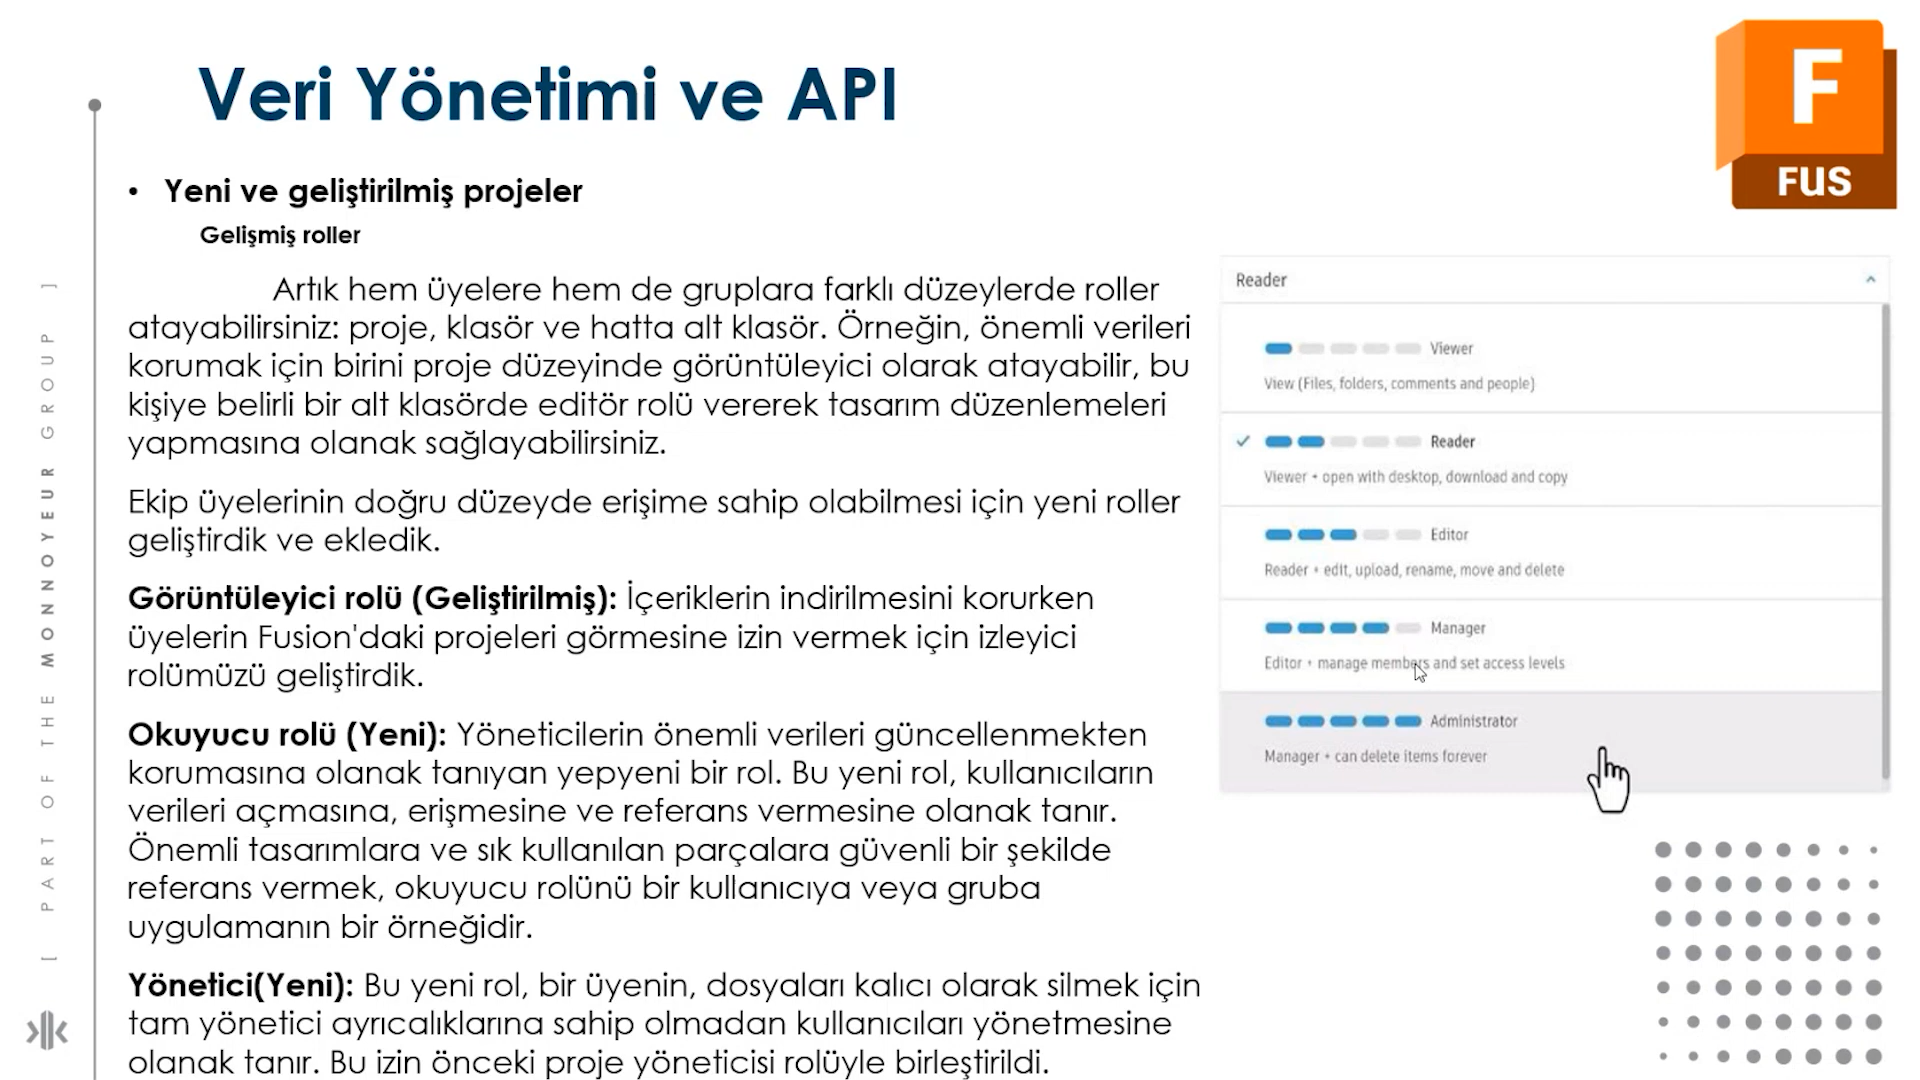 Veri Yönetimi ve API
F
FUS
• Yeni ve geliştirilmiş projeler
Gelişmiş roller
Artık hem üyelere hem de gruplara farklı düzeylerde roller
atayabilirsiniz: proje, klasör ve hatta alt klasör. Örneğin, önemli verileri
korumak için birini proje düzeyinde görüntüleyici olarak atayabilir, bu
kişiye belirli bir alt klasörde editör rolü vererek tasarım düzenlemeleri
yapmasına olanak sağlayabilirsiniz.
Ekip üyelerinin doğru düzeyde erişime sahip olabilmesi için yeni roller
geliştirdik ve ekledik.
Görüntüleyici rolü (Geliştirilmiş): İçeriklerin indirilmesini korurken
üyelerin Fusion'daki projeleri görmesine izin vermek için izleyici
rolümüzü geliştirdik.
Okuyucu rolü (Yeni): Yöneticilerin önemli verileri güncellenmekten
korumasına olanak tanıyan yepyeni bir rol. Bu yeni rol, kullanıcıların
verileri açmasına, erişmesine ve referans vermesine olanak tanır.
Önemli tasarımlara ve sık kullanılan parçalara güvenli bir şekilde
referans vermek, okuyucu rolünü bir kullanıcıya veya gruba
uygulamanın bir örneğidir.
Yönetici(Yeni): Bu yeni rol, bir üyenin, dosyaları kalıcı olarak silmek için
tam yönetici ayrıcalıklarına sahip olmadan kullanıcıları yönetmesine
olanak tanır. Bu izin önceki proje yöneticisi rolüyle birleştirildi.
Reader
Viewer
View (Files, folders, comments and people)
Reader
Viewer + open with desktop, download and copy
Editor
Reader + edit, upload, rename, move and delete
Manager
Editor + manage members and set access levels
Administrator
Manager + can delete items forever
[ PART OF THE MONNOYEUR GROUP ]